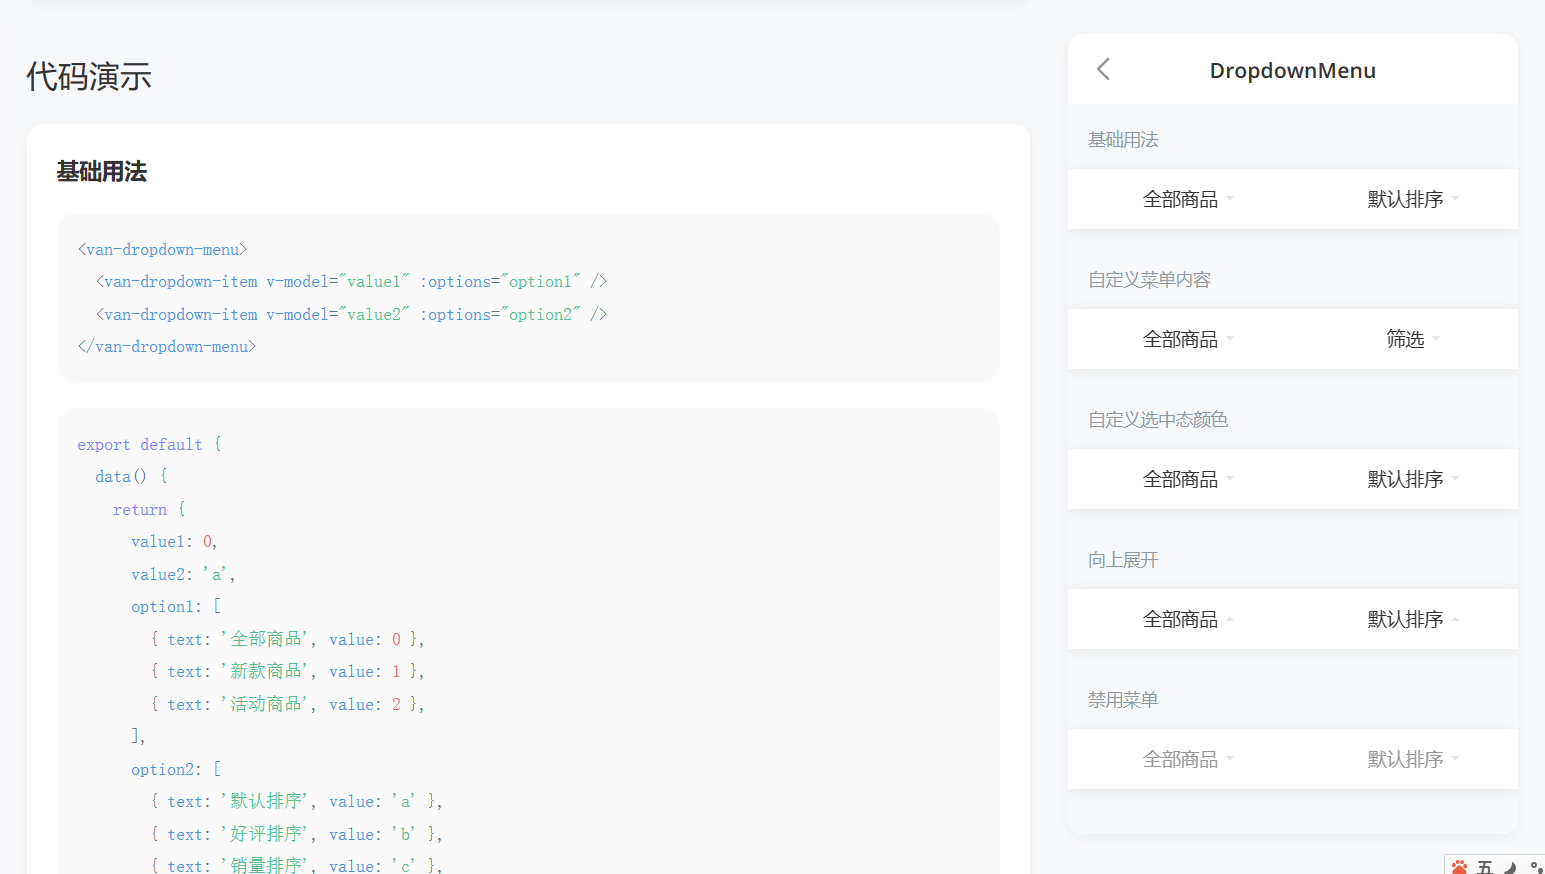 代码演示
基础用法
<van-dropdown-menu>
  <van-dropdown-item v-model="value1" :options="option1" />
  <van-dropdown-item v-model="value2" :options="option2" />
</van-dropdown-menu>
export default {
  data() {
    return {
      value1: 0,
      value2: 'a',
      option1: [
        { text: '全部商品', value: 0 },
        { text: '新款商品', value: 1 },
        { text: '活动商品', value: 2 },
      ],
      option2: [
        { text: '默认排序', value: 'a' },
        { text: '好评排序', value: 'b' },
        { text: '销量排序', value: 'c' },
DropdownMenu
基础用法
全部商品 默认排序
自定义菜单内容
全部商品 筛选
自定义选中态颜色
全部商品 默认排序
向上展开
全部商品 默认排序
禁用菜单
全部商品 默认排序
五